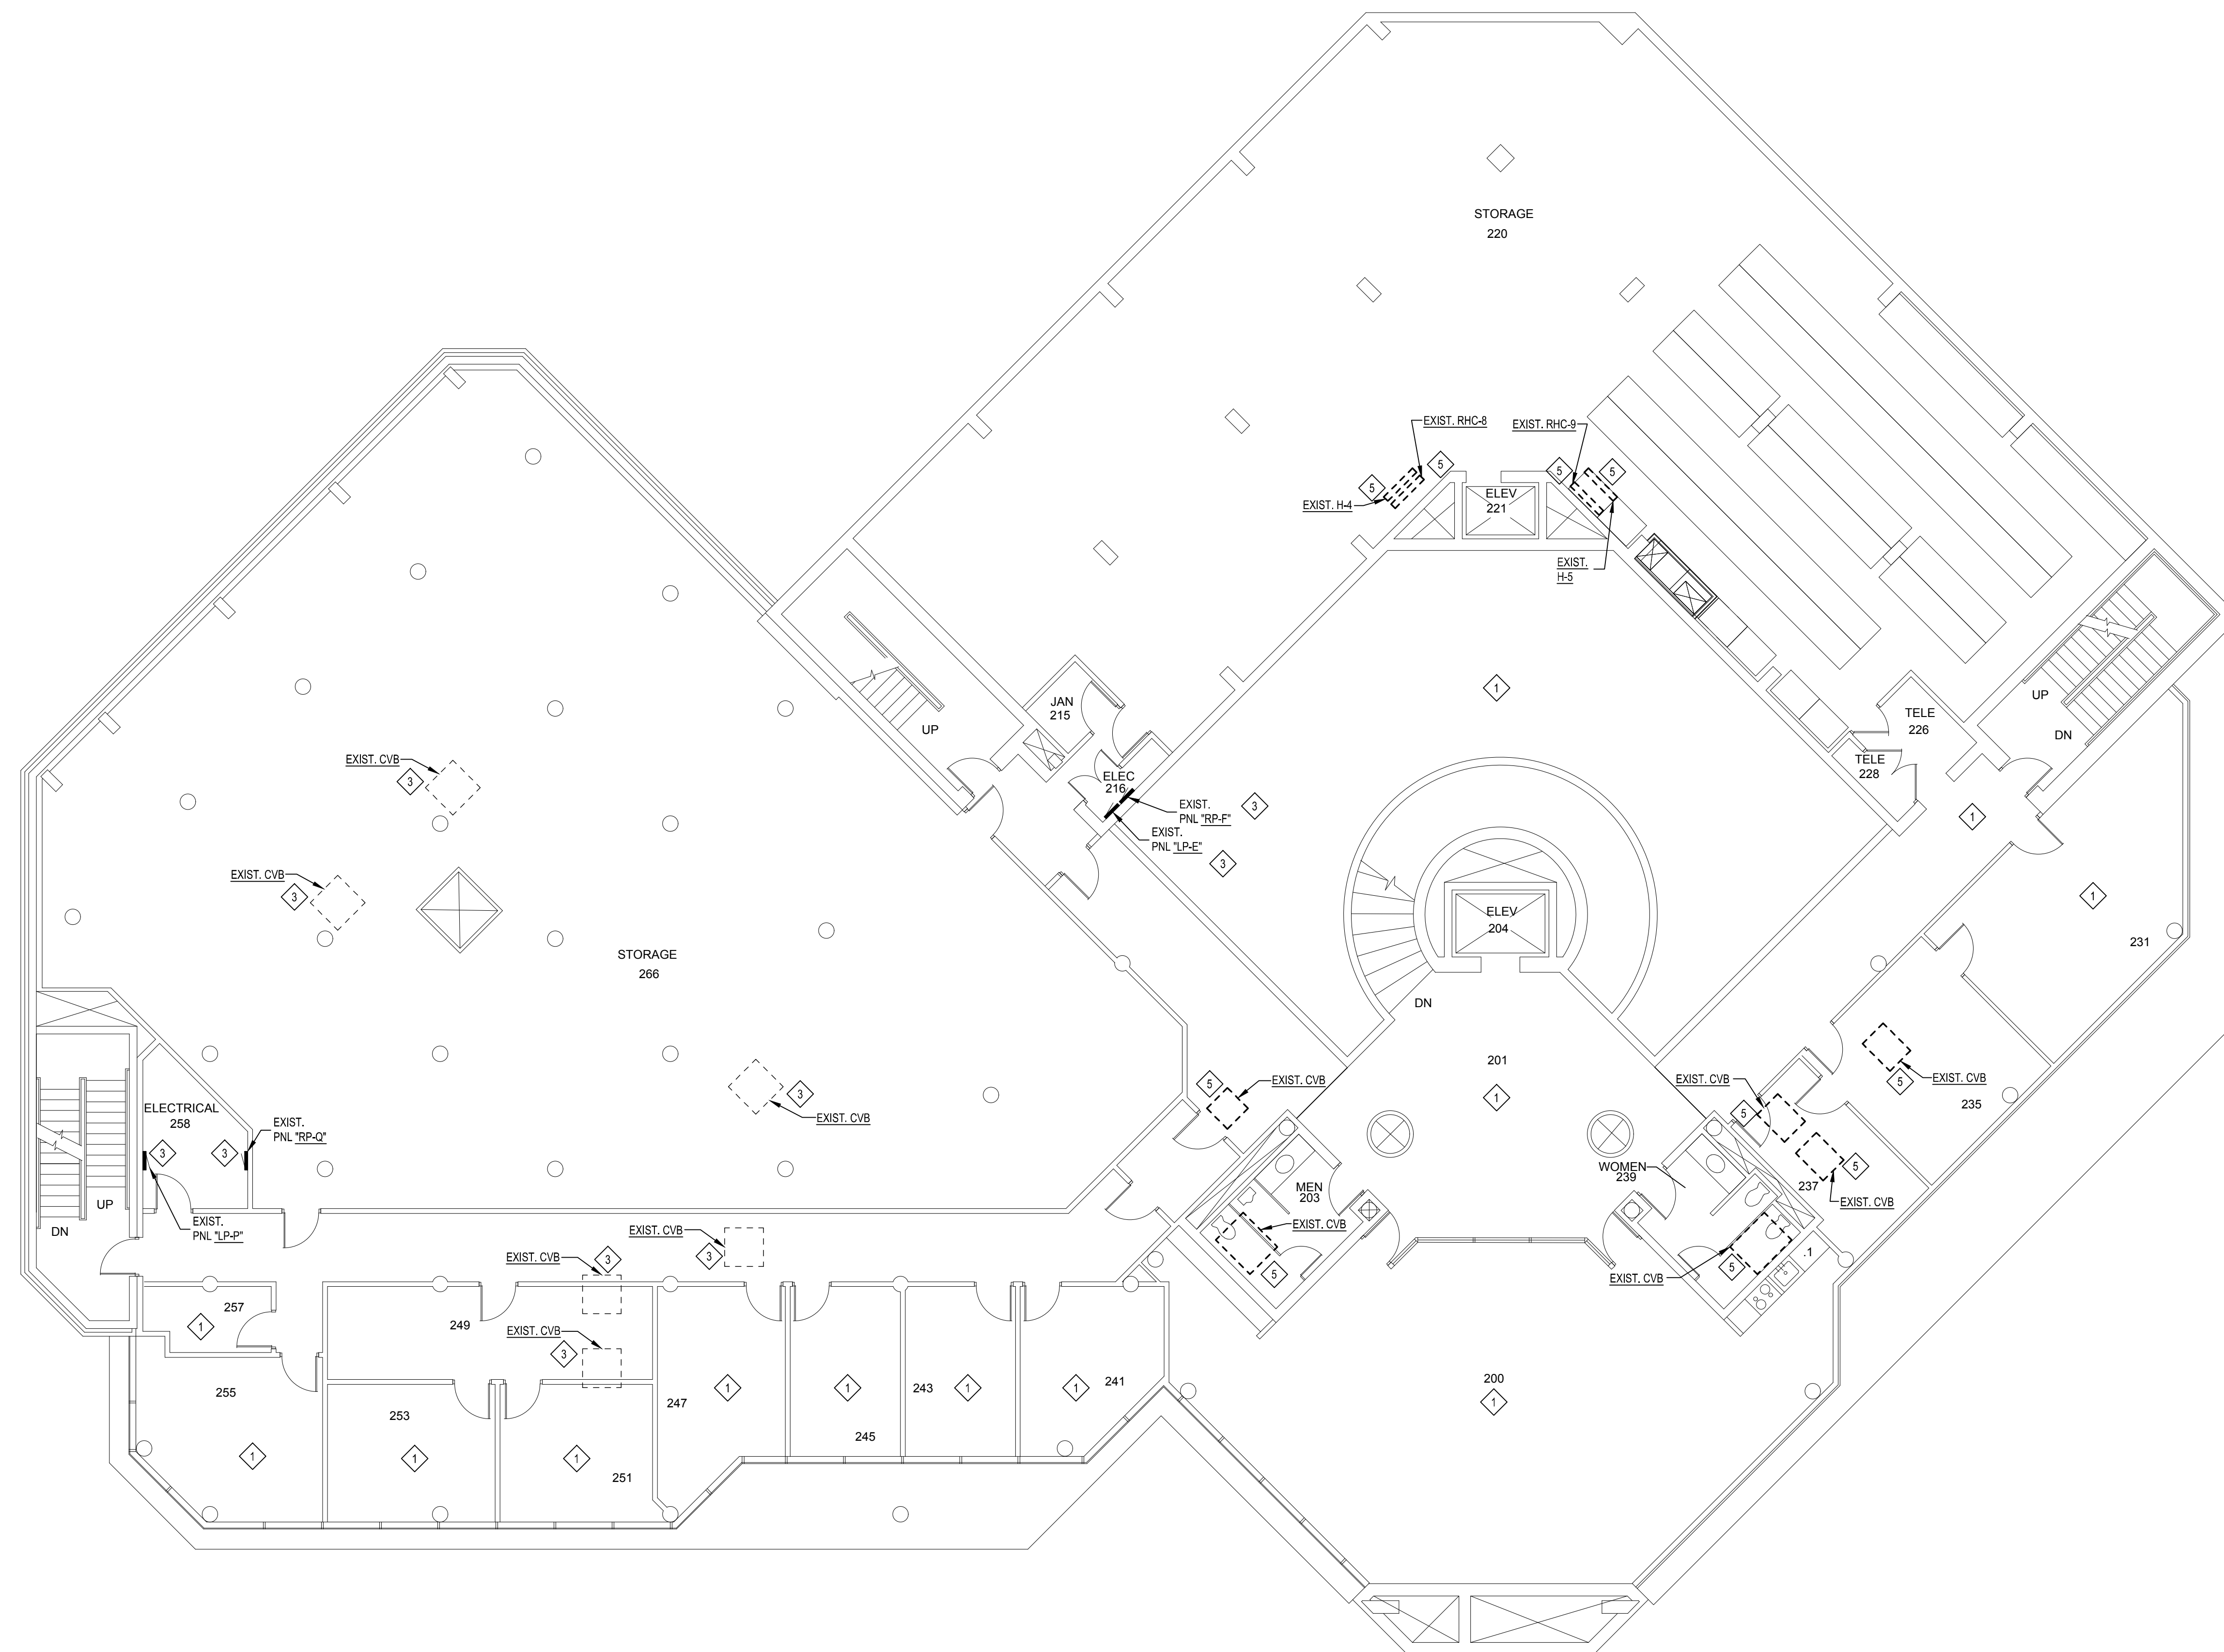 STORAGE
220
EXIST. RHC-8
EXIST. RHC-9
5
5
5
5
EXIST. H-4
ELEV
221
EXIST.
H-5
1
JAN
215
UP
TELE
226
TELE
228
UP
DN
EXIST. CVB
3
ELEC
216
EXIST.
PNL "RP-F"
3
EXIST.
PNL "LP-E"
3
1
EXIST. CVB
3
1
ELEV
204
231
STORAGE
266
DN
201
1
EXIST. CVB
5
EXIST. CVB
5
EXIST. CVB
5
235
3
EXIST. CVB
ELECTRICAL
258
EXIST.
PNL "RP-Q"
3
3
EXIST.
PNL "LP-P"
UP
DN
MEN
203
EXIST. CVB
5
WOMEN
239
237
5
EXIST. CVB
.1
5
EXIST. CVB
EXIST. CVB
3
EXIST. CVB
3
EXIST. CVB
3
257
1
249
255
1
253
1
251
1
247
1
245
1
243
1
241
1
200
1